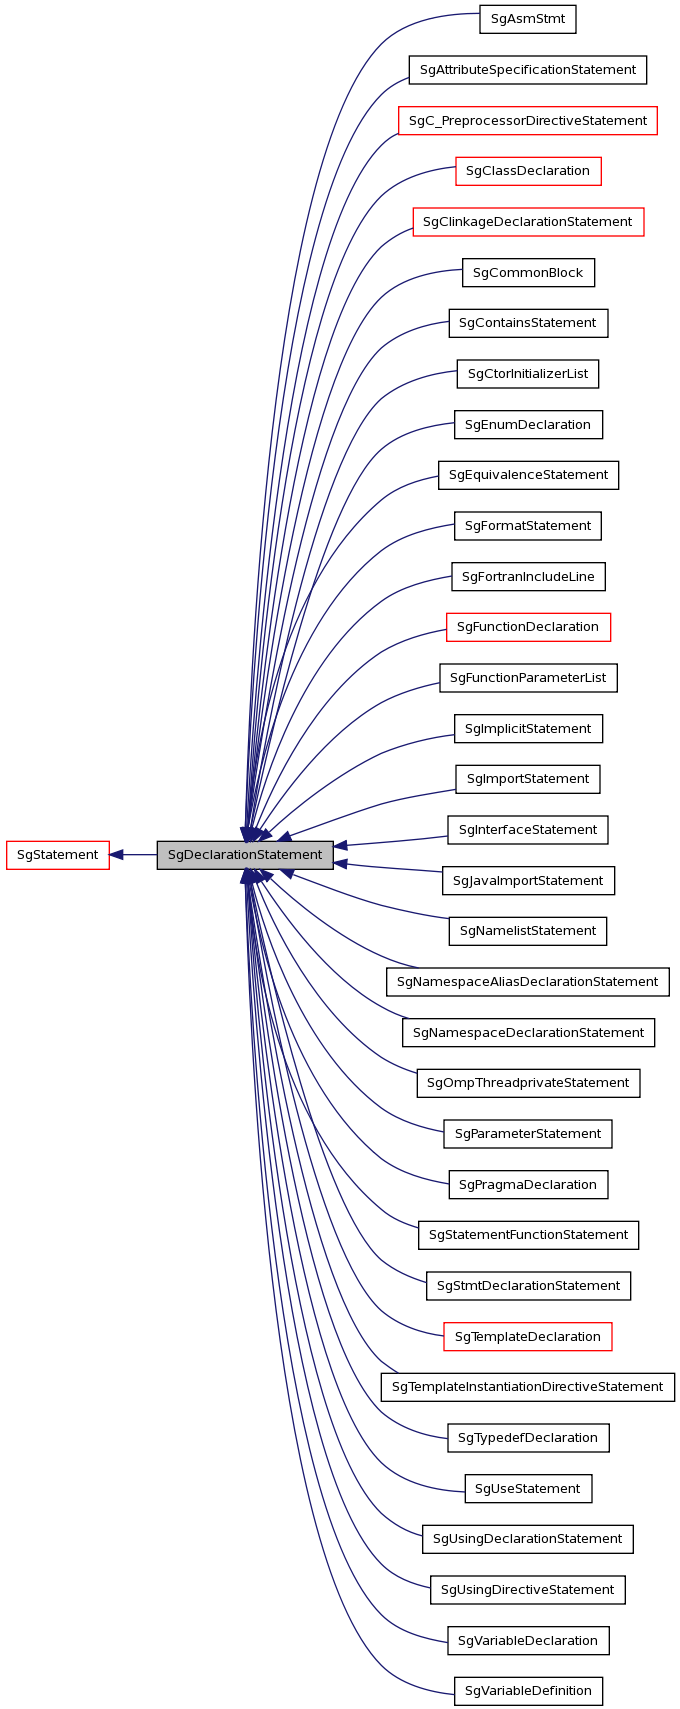 SgAsmStmt
SgAttributeSpecificationStatement
SgC_PreprocessorDirectiveStatement
SgClassDeclaration
SgClinkageDeclarationStatement
SgCommonBlock
SgContainsStatement
SgCtorInitializerList
SgEnumDeclaration
SgEquivalenceStatement
SgFormatStatement
SgFortranIncludeLine
SgFunctionDeclaration
SgFunctionParameterList
SgImplicitStatement
SgImportStatement
SgInterfaceStatement
SgStatement
SgDeclarationStatement
SgJavaImportStatement
SgNamelistStatement
SgNamespaceAliasDeclarationStatement
SgNamespaceDeclarationStatement
SgOmpThreadprivateStatement
SgParameterStatement
SgPragmaDeclaration
SgStatementFunctionStatement
SgStmtDeclarationStatement
SgTemplateDeclaration
SgTemplateInstantiationDirectiveStatement
SgTypedefDeclaration
SgUseStatement
SgUsingDeclarationStatement
SgUsingDirectiveStatement
SgVariableDeclaration
SgVariableDefinition